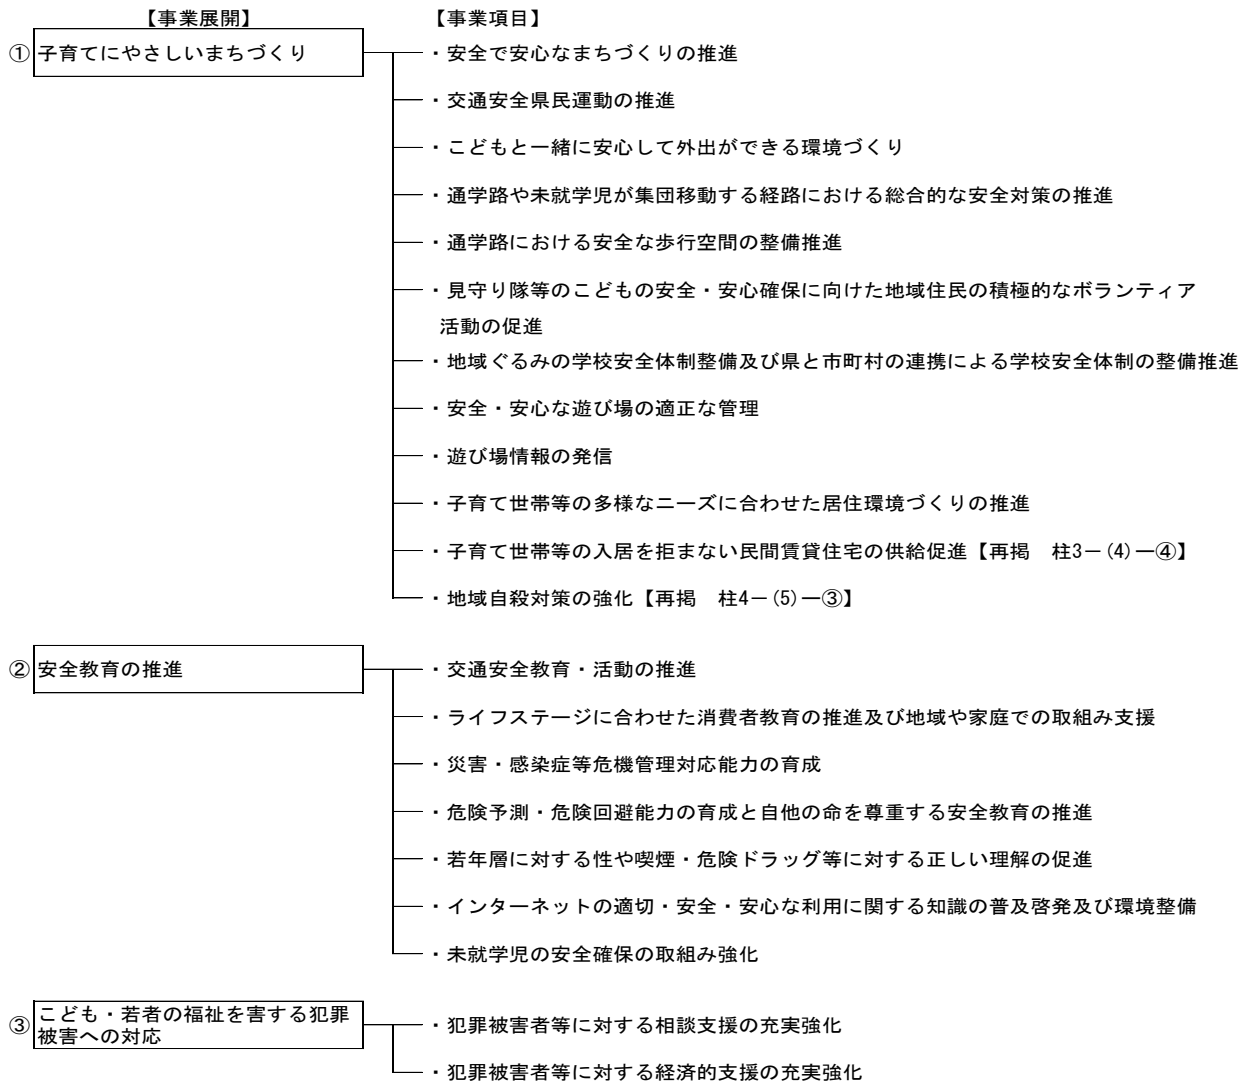 【事業展開】 【事業項目】
① 子育てにやさしいまちづくり ・安全で安心なまちづくりの推進
・交通安全県民運動の推進
・こどもと一緒に安心して外出ができる環境づくり
・通学路や未就学児が集団移動する経路における総合的な安全対策の推進
・通学路における安全な歩行空間の整備推進
・見守り隊等のこどもの安全・安心確保に向けた地域住民の積極的なボランティア
活動の促進
・地域ぐるみの学校安全体制整備及び県と市町村の連携による学校安全体制の整備推進
・安全・安心な遊び場の適正な管理
・遊び場情報の発信
・子育て世帯等の多様なニーズに合わせた居住環境づくりの推進
・子育て世帯等の入居を拒まない民間賃貸住宅の供給促進【再掲　柱3－(4)－④】
・地域自殺対策の強化【再掲　柱4－(5)－③】
② 安全教育の推進 ・交通安全教育・活動の推進
・ライフステージに合わせた消費者教育の推進及び地域や家庭での取組み支援
・災害・感染症等危機管理対応能力の育成
・危険予測・危険回避能力の育成と自他の命を尊重する安全教育の推進
・若年層に対する性や喫煙・危険ドラッグ等に対する正しい理解の促進
・インターネットの適切・安全・安心な利用に関する知識の普及啓発及び環境整備
・未就学児の安全確保の取組み強化
③ こども・若者の福祉を害する犯罪
被害への対応
・犯罪被害者等に対する相談支援の充実強化
・犯罪被害者等に対する経済的支援の充実強化